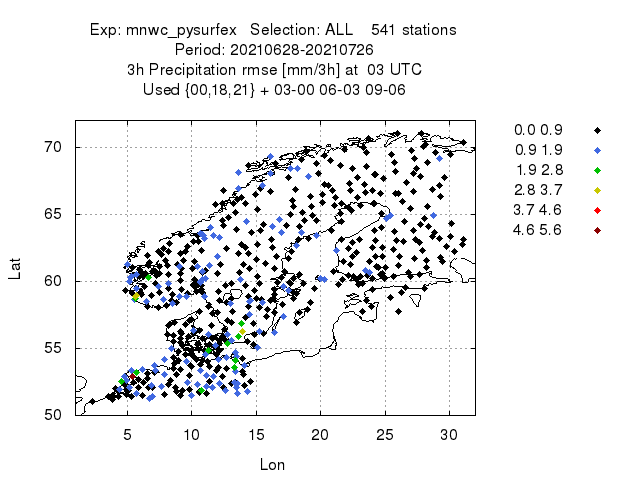 Exp: mnwc_pysurfex   Selection: ALL    541 stations
Period: 20210628-20210726
3h Precipitation rmse [mm/3h] at  03 UTC
Used {00,18,21} + 03-00 06-03 09-06
0.0 0.9
0.9 1.9
1.9 2.8
2.8 3.7
3.7 4.6
4.6 5.6
70
65
60
55
50
Lat
5 10 15 20 25 30
Lon